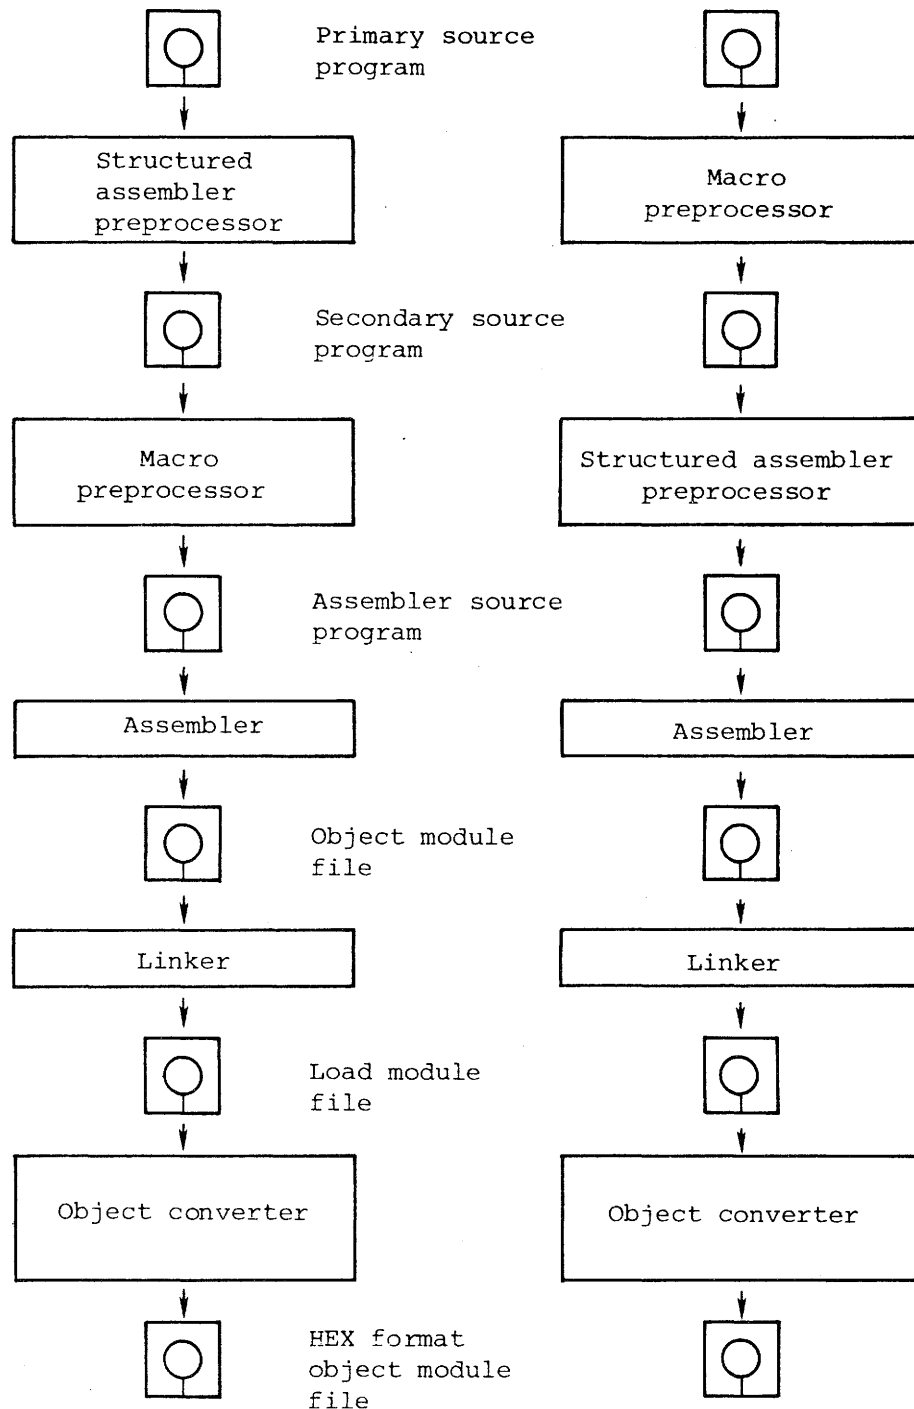 Primary source
program
Structured
assembler
preprocessor
Macro
preprocessor
Secondary source
program
Macro
preprocessor
Structured assembler
preprocessor
Assembler source
program
Assembler
Assembler
Object module
file
Linker
Linker
Load module
file
Object converter
Object converter
HEX format
object module
file